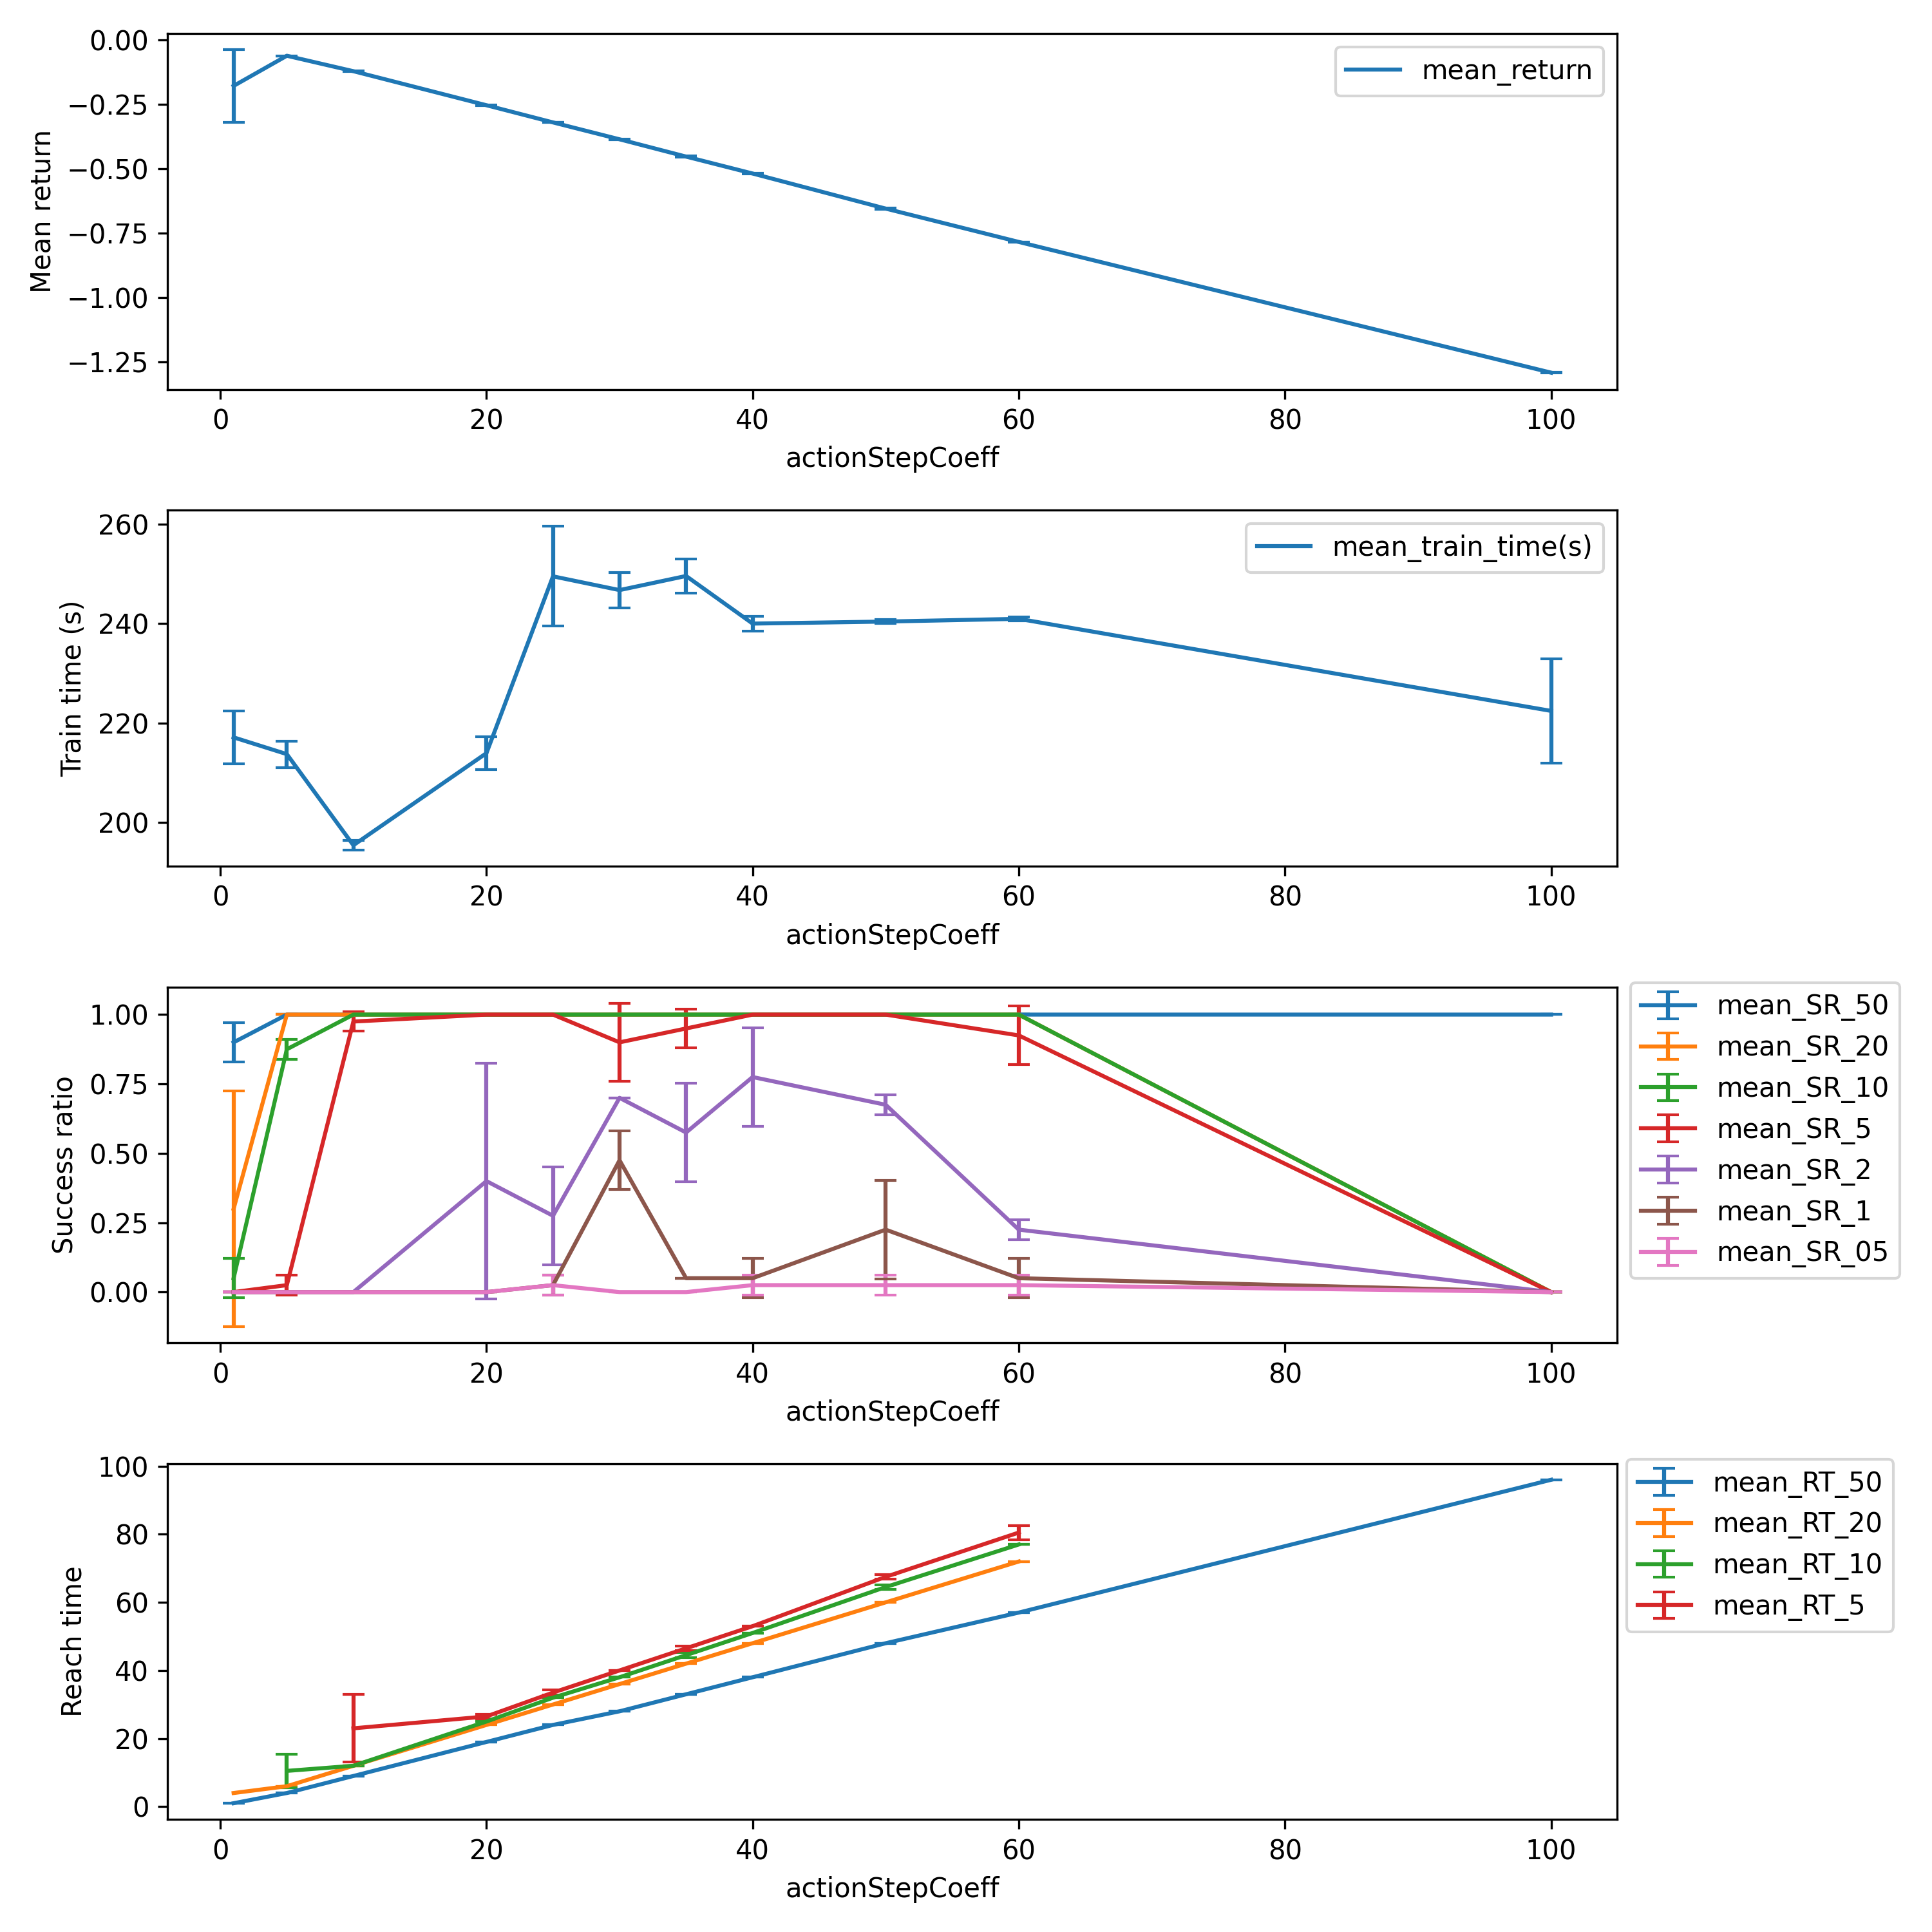 0.00
−0.25
−0.50
−0.75
−1.00
−1.25
Mean return
mean_return
0 20 40 60 80 100
actionStepCoeff
260
240
220
200
Train time (s)
mean_train_time(s)
0 20 40 60 80 100
actionStepCoeff
1.00
0.75
0.50
0.25
0.00
Success ratio
mean_SR_50
mean_SR_20
mean_SR_10
mean_SR_5
mean_SR_2
mean_SR_1
mean_SR_05
0 20 40 60 80 100
actionStepCoeff
100
80
60
40
20
0
Reach time
mean_RT_50
mean_RT_20
mean_RT_10
mean_RT_5
0 20 40 60 80 100
actionStepCoeff